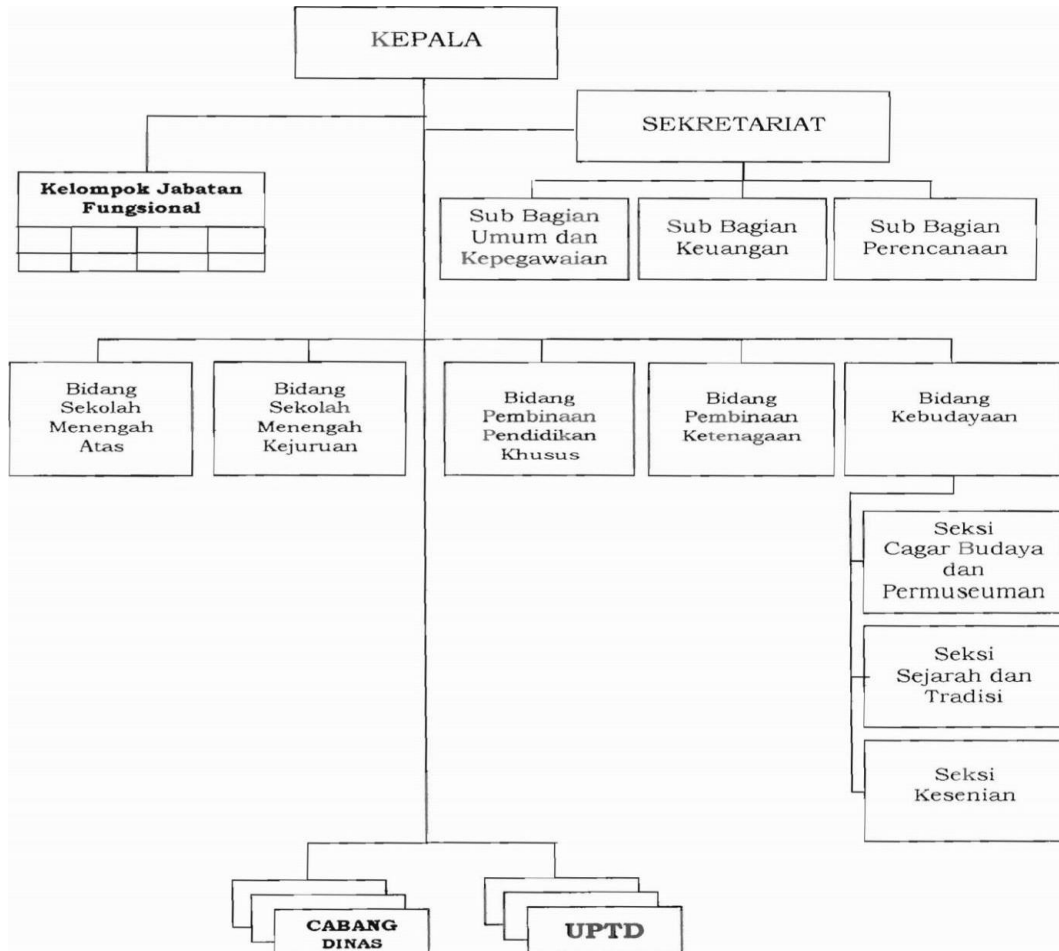 KEPALA
SEKRETARIAT
Kelompok Jabatan
Fungsional
Sub Bagian
Umum dan
Kepegawaian
Sub Bagian
Keuangan
Sub Bagian
Perencanaan
Bidang
Sekolah
Menengah
Atas
Bidang
Sekolah
Menengah
Kejuruan
Bidang
Pembinaan
Pendidikan
Khusus
Bidang
Pembinaan
Ketenagaan
Bidang
Kebudayaan
Seksi
Cagar Budaya
dan
Permuseuman
Seksi
Sejarah dan
Tradisi
Seksi
Kesenian
CABANG
DINAS
UPTD